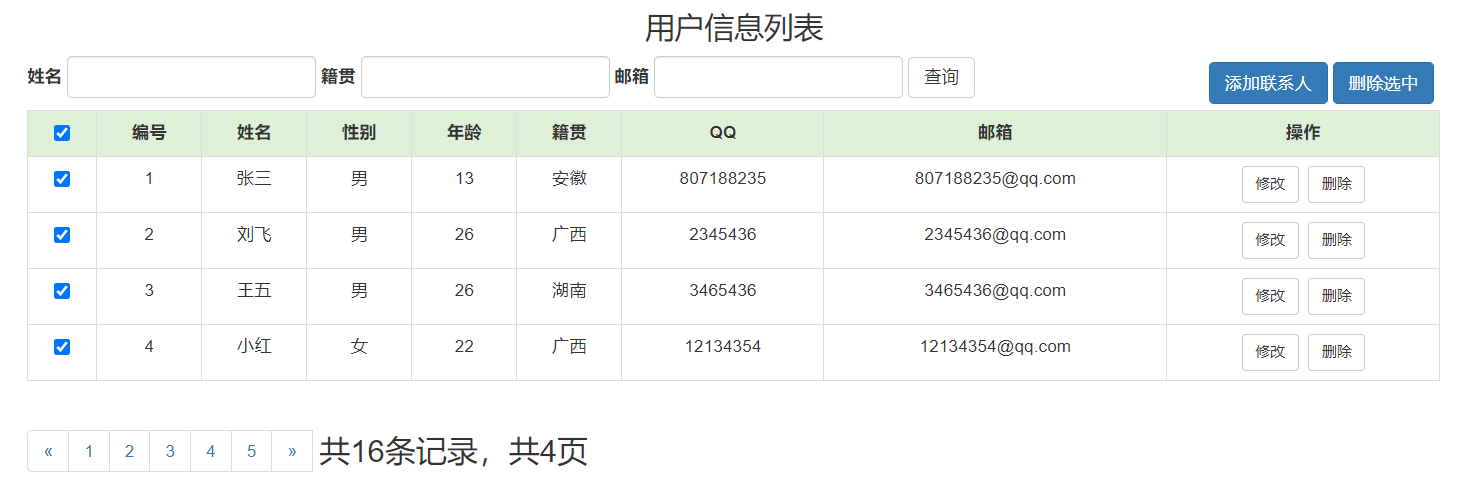 用户信息列表
姓名 籍贯 邮箱 查询 添加联系人 删除选中
编号 姓名 性别 年龄 籍贯 QQ 邮箱 操作
1 张三 男 13 安徽 807188235 807188235@qq.com 修改 删除
2 刘飞 男 26 广西 2345436 2345436@qq.com 修改 删除
3 王五 男 26 湖南 3465436 3465436@qq.com 修改 删除
4 小红 女 22 广西 12134354 12134354@qq.com 修改 删除
« 1 2 3 4 5 » 共16条记录，共4页